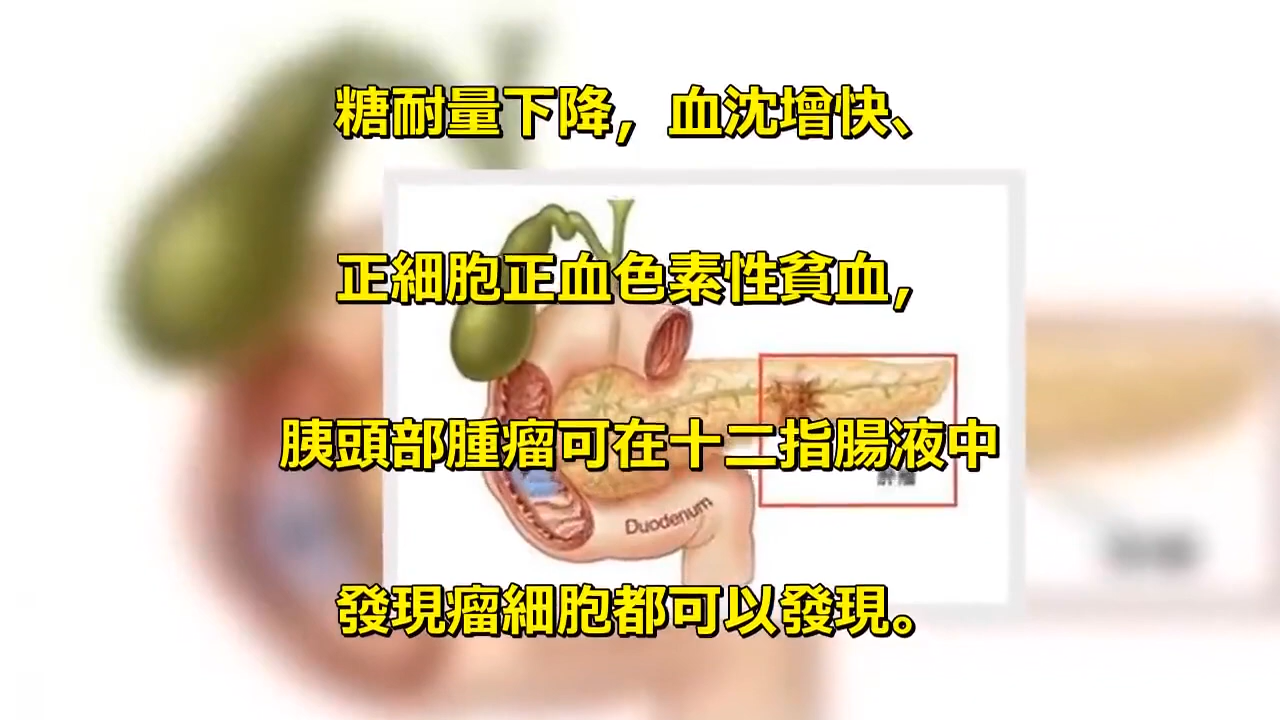 糖耐量下降，血沈增快、
正細胞正血色素性貧血，
胰頭部腫瘤可在十二指腸液中
Duodenum
發現瘤細胞都可以發現。